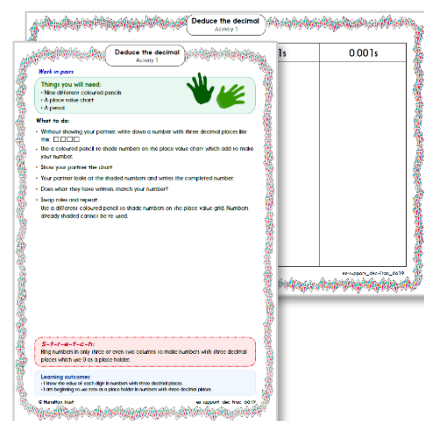 Deduce the decimal
Activity 1
1s
0.001s
Deduce the decimal
Activity 1
Work in pairs
Things you will need:
• Nine different coloured pencils
• A place value chart
• A pencil
What to do:
• Without showing your partner, write down a number with three decimal places like
this □.□□□
• Use a coloured pencil to shade numbers on the place value chart which add to make
your number.
• Show your partner the chart.
• Your partner looks at the shaded numbers and writes the completed number.
• Does what they have written, match your number?
• Swap roles and repeat.
Use a different coloured pencil to shade numbers on the place value grid. Numbers
already shaded cannot be re used.
S-t-r-e-t-c-h:
Ring numbers in only three or even two columns to make numbers with three decimal
places which use 0 as a place holder.
Learning outcomes:
• I know the value of each digit in numbers with three decimal places.
• I am beginning to use zero as a place holder in numbers with three decimal places.
© Hamilton Trust
ey-support_dec-frac_6619
ey-support_dec-frac_6619